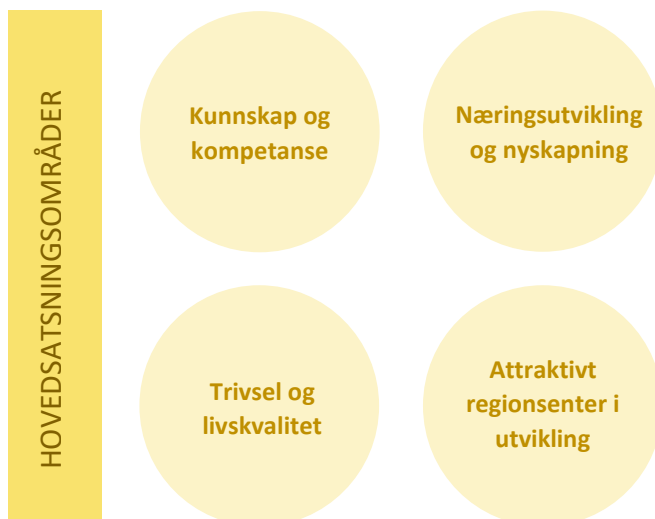 HOVEDSATSNINGSOMRÅDER
Kunnskap og
kompetanse
Næringsutvikling
og nyskapning
Trivsel og
livskvalitet
Attraktivt
regionsenter i
utvikling